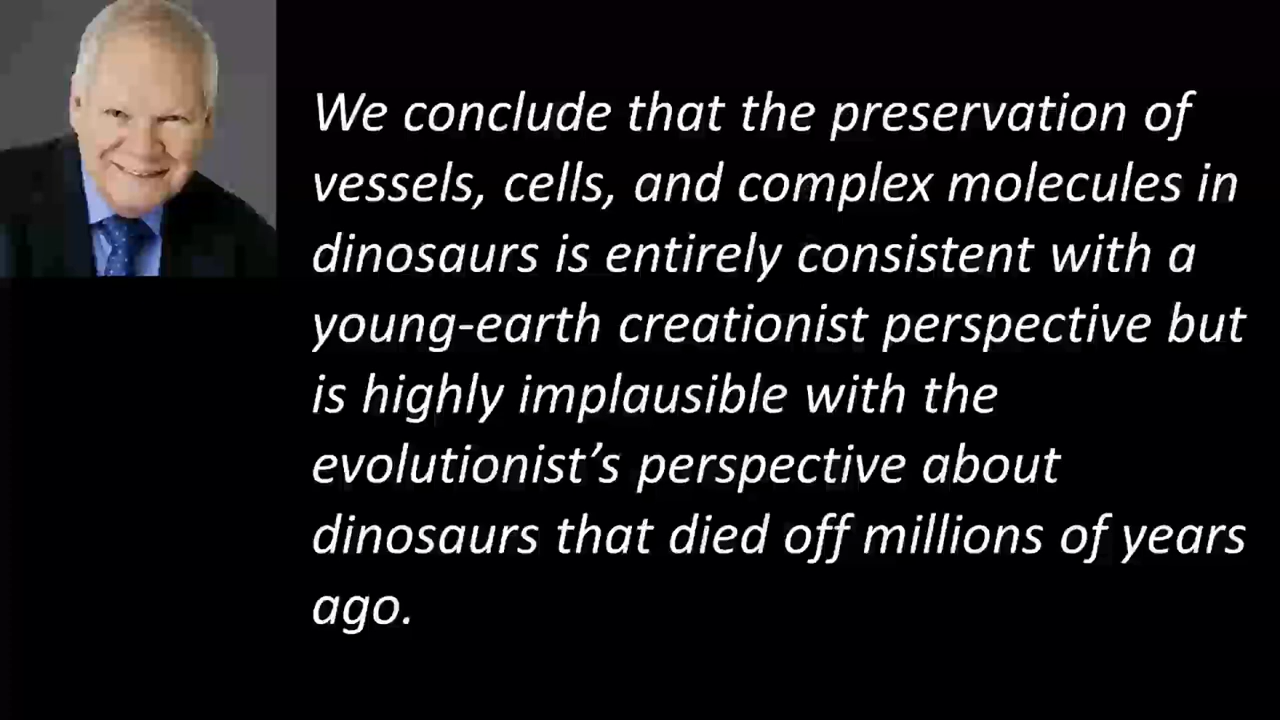 We conclude that the preservation of
vessels, cells, and complex molecules in
dinosaurs is entirely consistent with a
young-earth creationist perspective but
is highly implausible with the
evolutionist’s perspective about
dinosaurs that died off millions of years
ago.